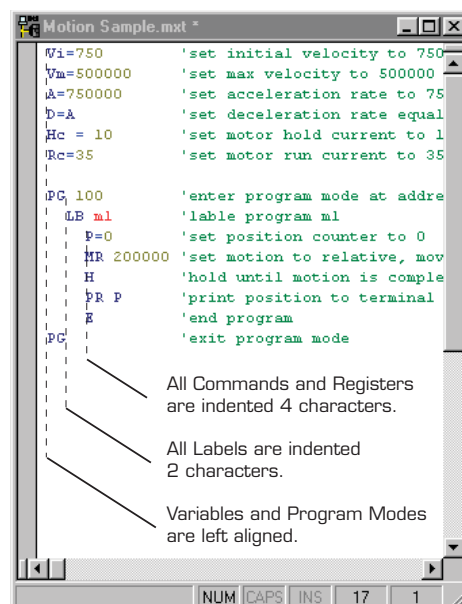 Motion Sample.mxt *
Vi=750 'set initial velocity to 750
Vm=500000 'set max velocity to 500000
A=750000 'set acceleration rate to 75
D=A 'set deceleration rate equal
Hc = 10 'set motor hold current to 1
Rc=35 'set motor run current to 35
PG 100 'enter program mode at addre
LB ml 'lable program ml
P=0 'set position counter to 0
MR 200000 'set motion to relative, mov
H 'hold until motion is comple
PR P 'print position to terminal
E 'end program
PG 'exit program mode
All Commands and Registers
are indented 4 characters.
All Labels are indented
2 characters.
Variables and Program Modes
are left aligned.
NUM CAPS INS 17 1